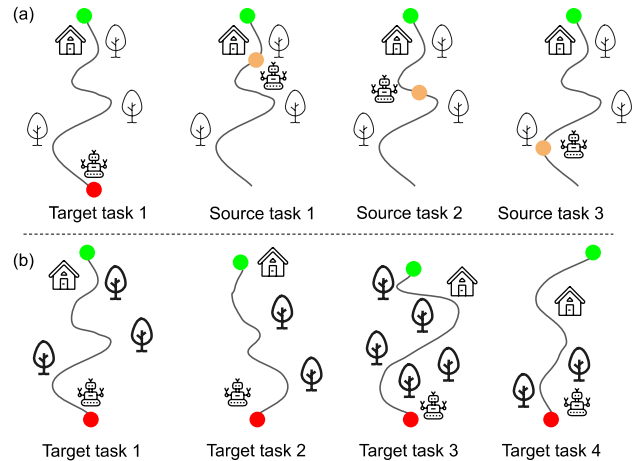 (a)
Target task 1
Source task 1
Source task 2
Source task 3
(b)
Target task 1
Target task 2
Target task 3
Target task 4